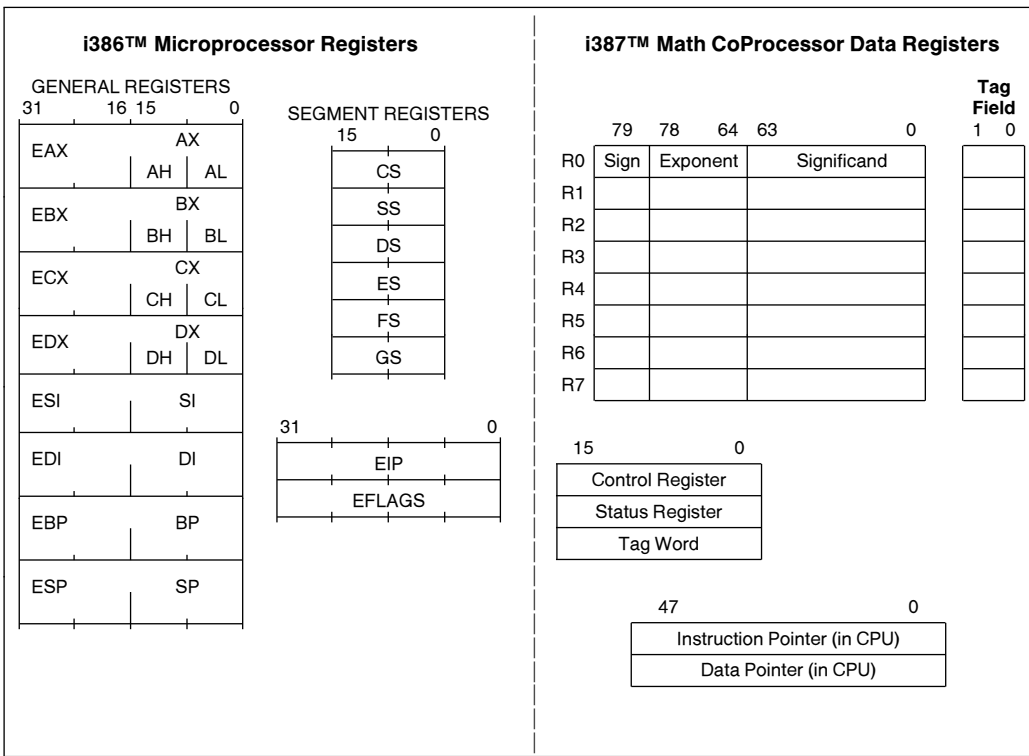 i386™ Microprocessor Registers
GENERAL REGISTERS
31 16 15 0
EAX AX
AH AL
EBX BX
BH BL
ECX CX
CH CL
EDX DX
DH DL
ESI SI
EDI DI
EBP BP
ESP SP
SEGMENT REGISTERS
15 0
CS
SS
DS
ES
FS
GS
31 0
EIP
EFLAGS
i387™ Math CoProcessor Data Registers
Tag
Field
79 78 64 63 0 1 0
R0 Sign Exponent Significand
R1
R2
R3
R4
R5
R6
R7
15 0
Control Register
Status Register
Tag Word
47 0
Instruction Pointer (in CPU)
Data Pointer (in CPU)